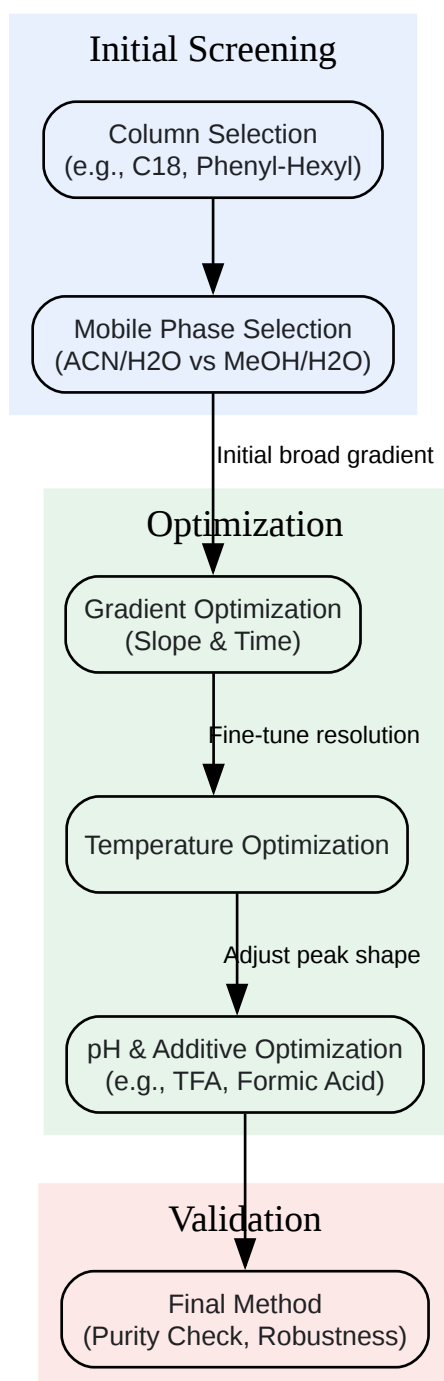 Initial Screening
Column Selection
(e.g., C18, Phenyl-Hexyl)
Mobile Phase Selection
(ACN/H2O vs MeOH/H2O)
Initial broad gradient
Optimization
Gradient Optimization
(Slope & Time)
Fine-tune resolution
Temperature Optimization
Adjust peak shape
pH & Additive Optimization
(e.g., TFA, Formic Acid)
Validation
Final Method
(Purity Check, Robustness)